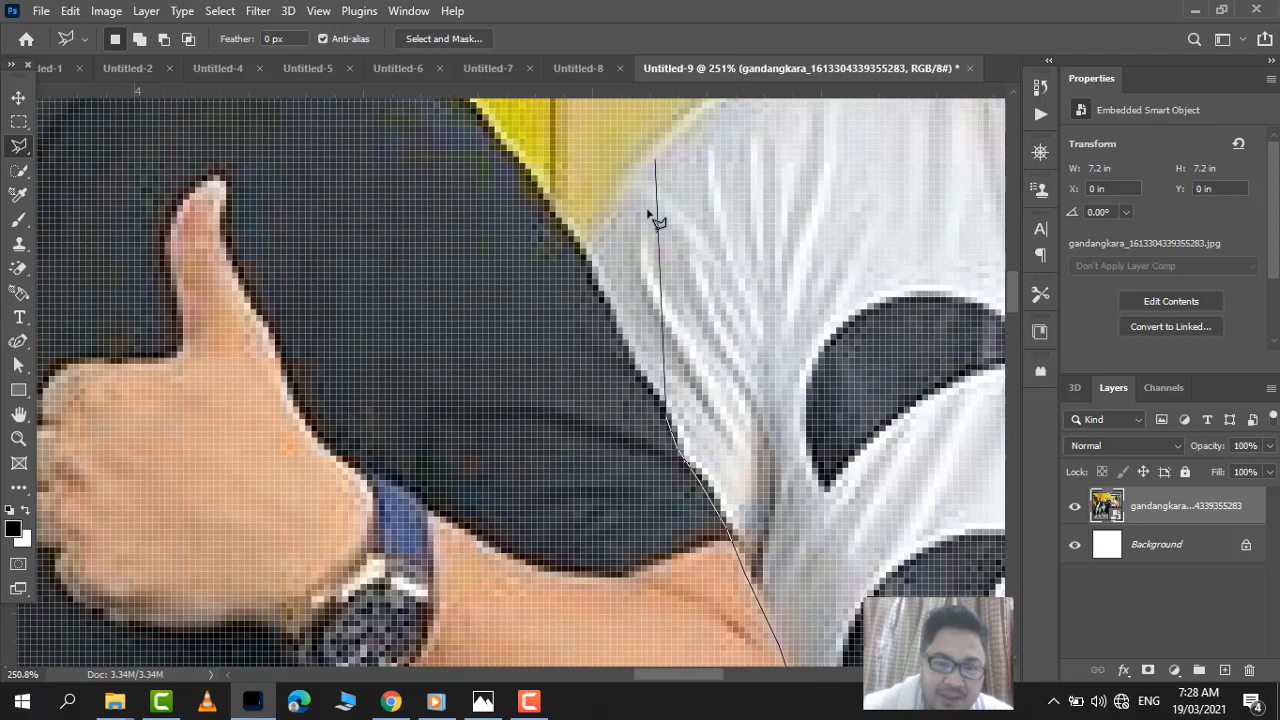 Ps File Edit Image Layer Type Select Filter 3D View Plugins Window Help
Feather: 0 px Anti-alias Select and Mask...
led-1 Untitled-2 Untitled-4 Untitled-5 Untitled-6 Untitled-7 Untitled-8 Untitled-9 @ 251% (gandangkara_1613304339355283, RGB/8#) *
4
Properties
Embedded Smart Object
Transform
W: 7.2 in H: 7.2 in
X: 0 in Y: 0 in
0.00°
gandangkara_1613304339355283.jpg
Don't Apply Layer Comp
Edit Contents
Convert to Linked...
3D Layers Channels
Kind
Normal Opacity: 100%
Lock: Fill: 100%
gandangkara...4339355283
Background
250.8% Doc: 3.34M/3.34M
ENG 7:28 AM
19/03/2021
4